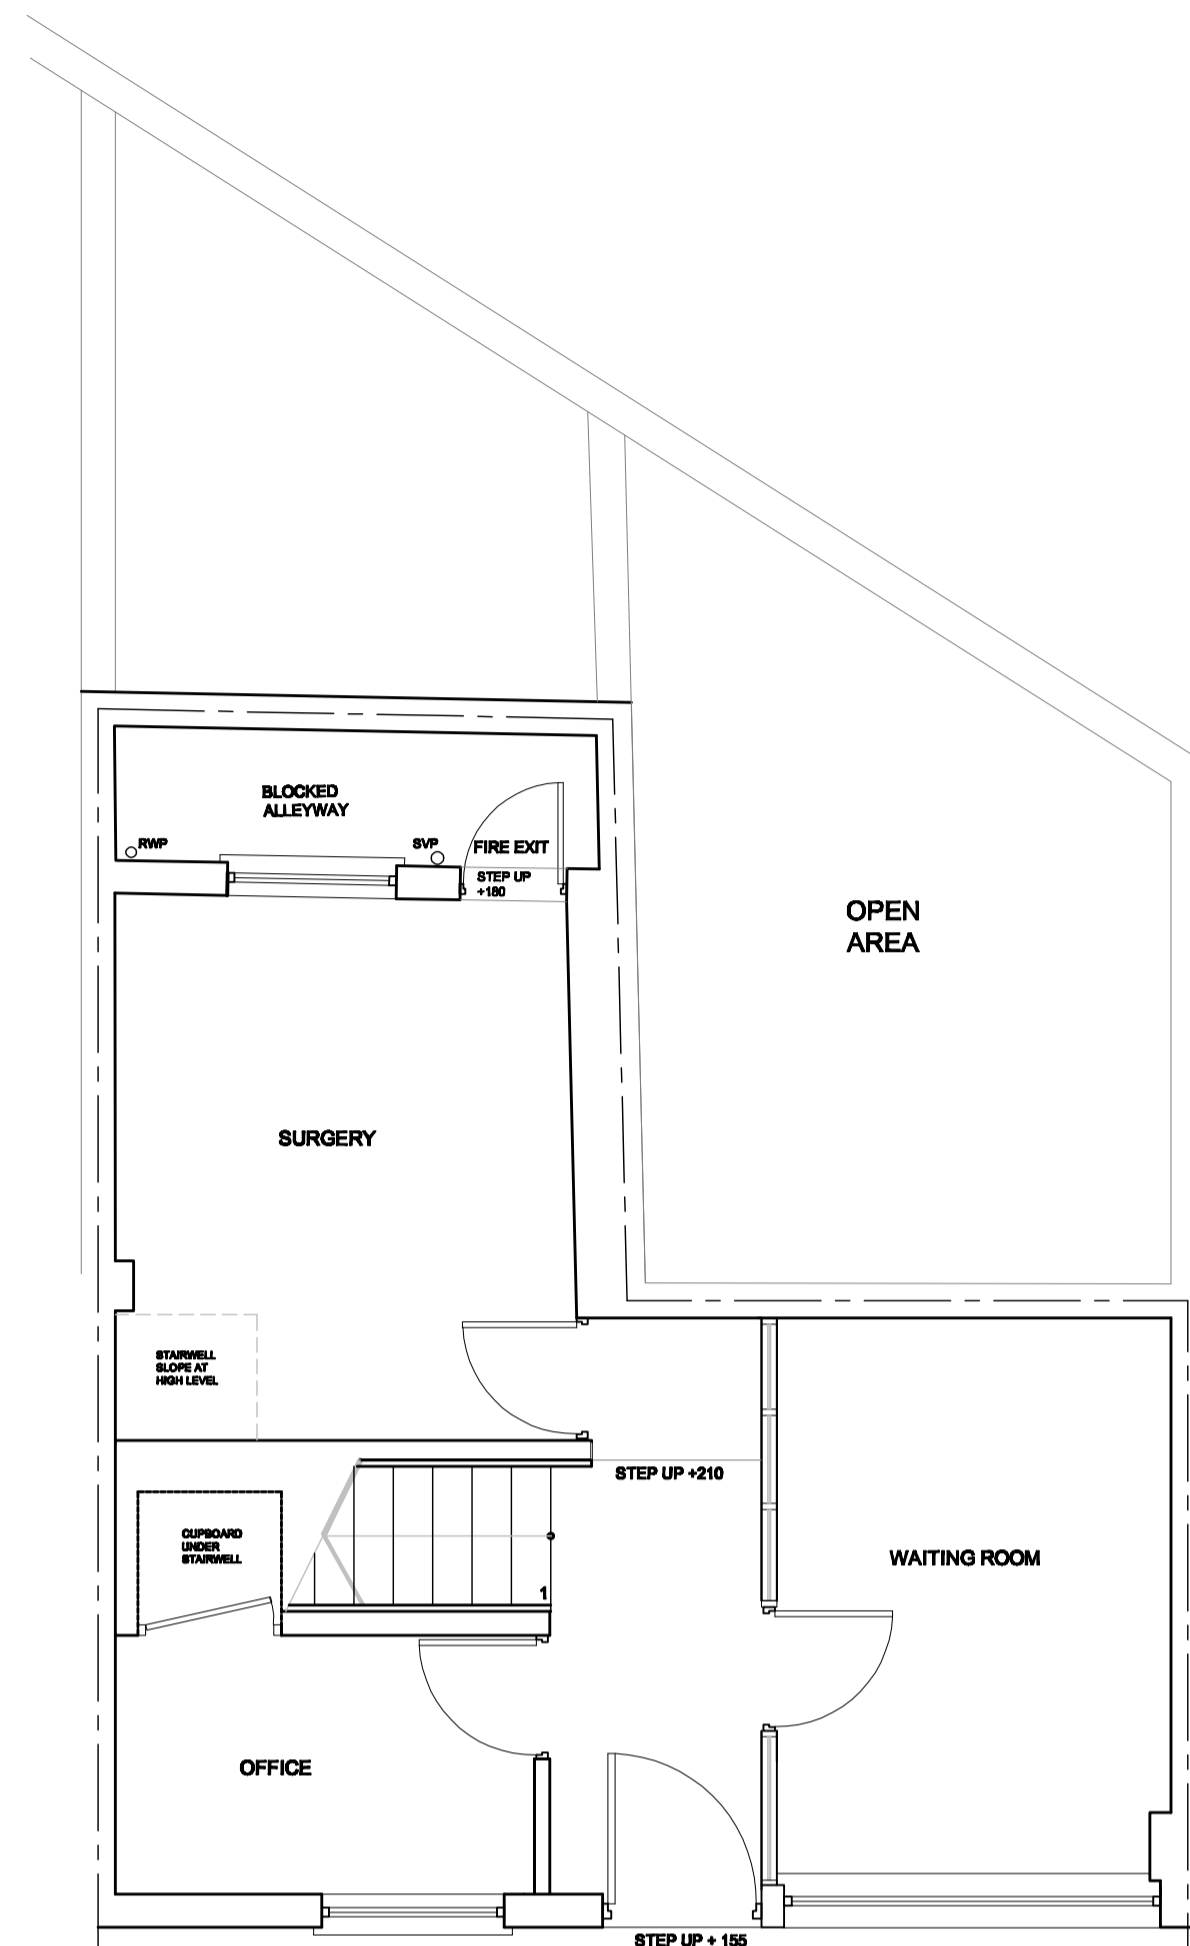 BLOCKED
ALLEYWAY
RWP
SVP
FIRE EXIT
STEP UP
+180
OPEN
AREA
SURGERY
STAIRWELL
SLOPE AT
HIGH LEVEL
STEP UP +210
CUPBOARD
UNDER
STAIRWELL
WAITING ROOM
1
OFFICE
STEP UP + 155